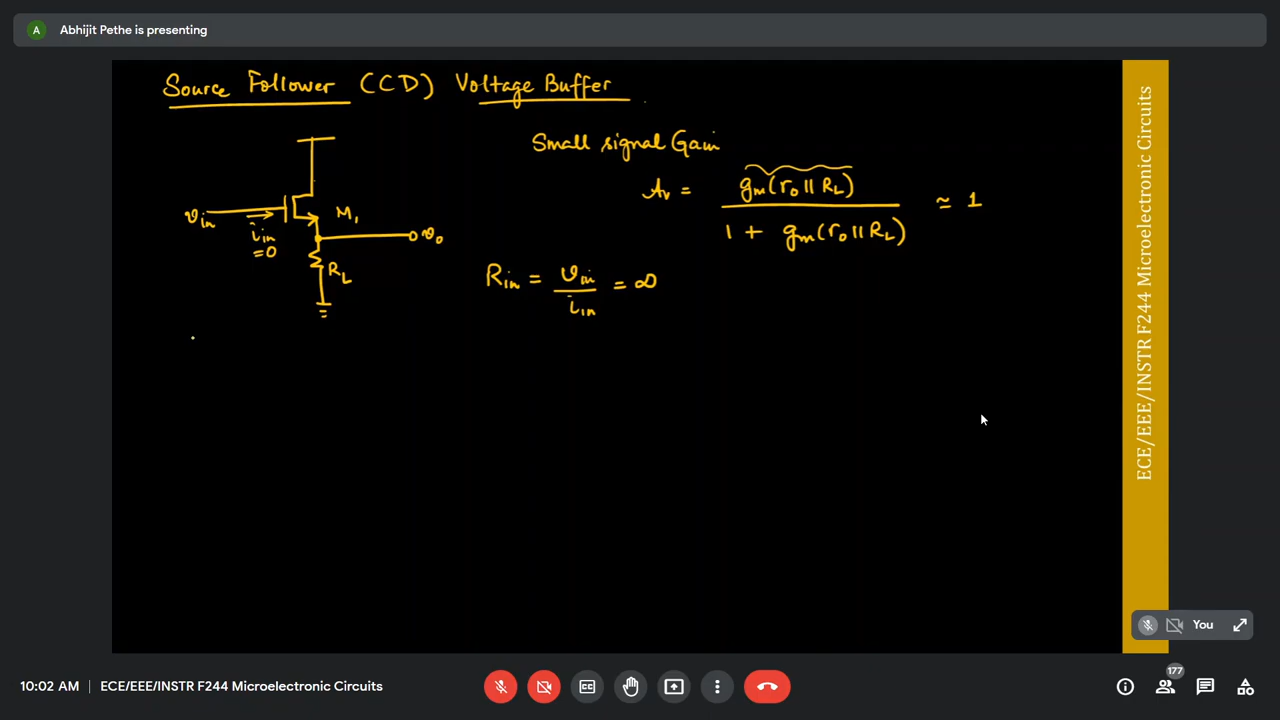 A
Abhijit Pethe is presenting
Source Follower (CCD) Voltage Buffer
Small signal Gain
Av = gm(ro || RL) / 1 + gm(ro || RL) ≃ 1
vin
iin
=0
M1
vo
RL
Rin = vin / iin = ∞
ECE/EEE/INSTR F244 Microelectronic Circuits
You
10:02 AM | ECE/EEE/INSTR F244 Microelectronic Circuits
CC
177